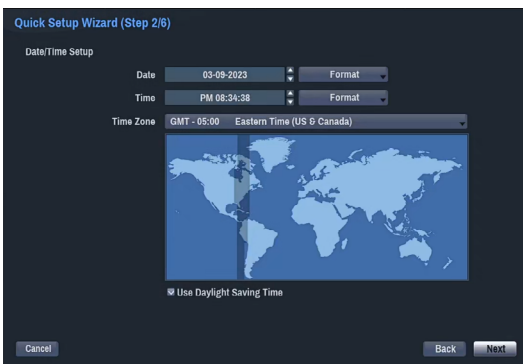 Quick Setup Wizard (Step 2/6)
Date/Time Setup
Date 03-09-2023 Format
Time PM 08:34:38 Format
Time Zone GMT - 05:00 Eastern Time (US & Canada)
Use Daylight Saving Time
Cancel Back Next